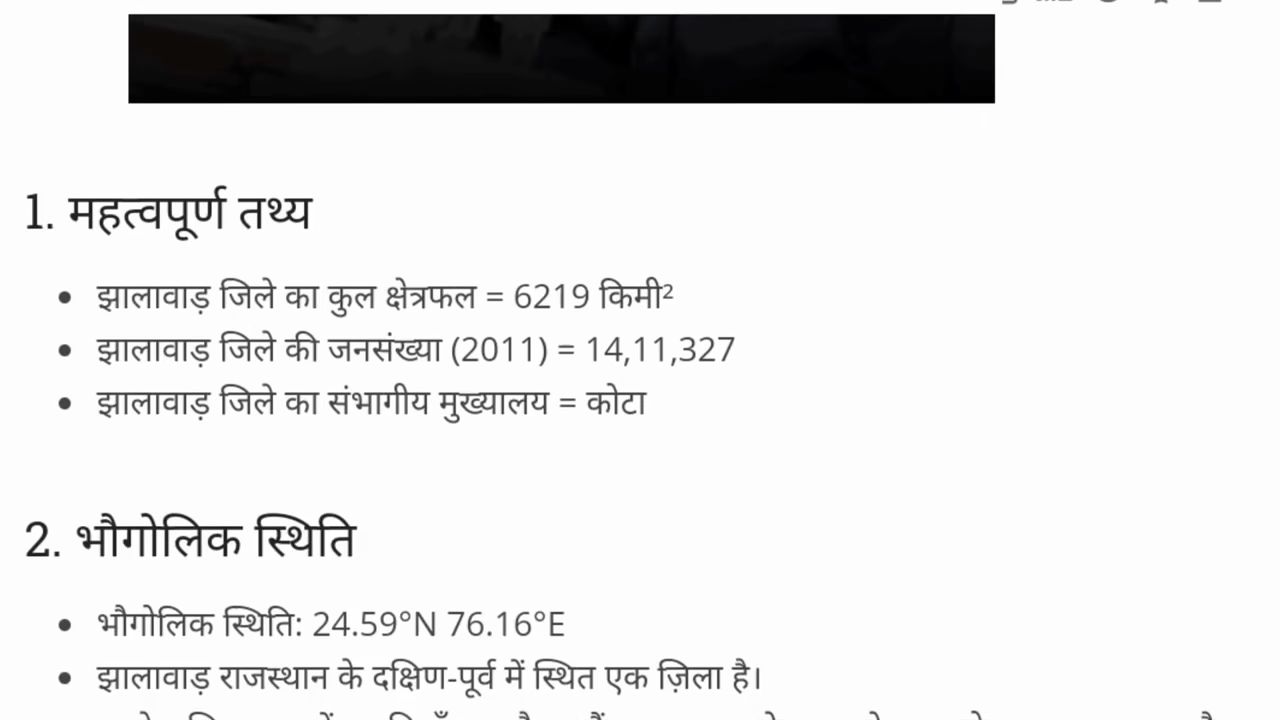 1. महत्वपूर्ण तथ्य
• झालावाड़ जिले का कुल क्षेत्रफल = 6219 किमी²
• झालावाड़ जिले की जनसंख्या (2011) = 14,11,327
• झालावाड़ जिले का संभागीय मुख्यालय = कोटा
2. भौगोलिक स्थिति
• भौगोलिक स्थिति: 24.59°N 76.16°E
• झालावाड़ राजस्थान के दक्षिण-पूर्व में स्थित एक ज़िला है।